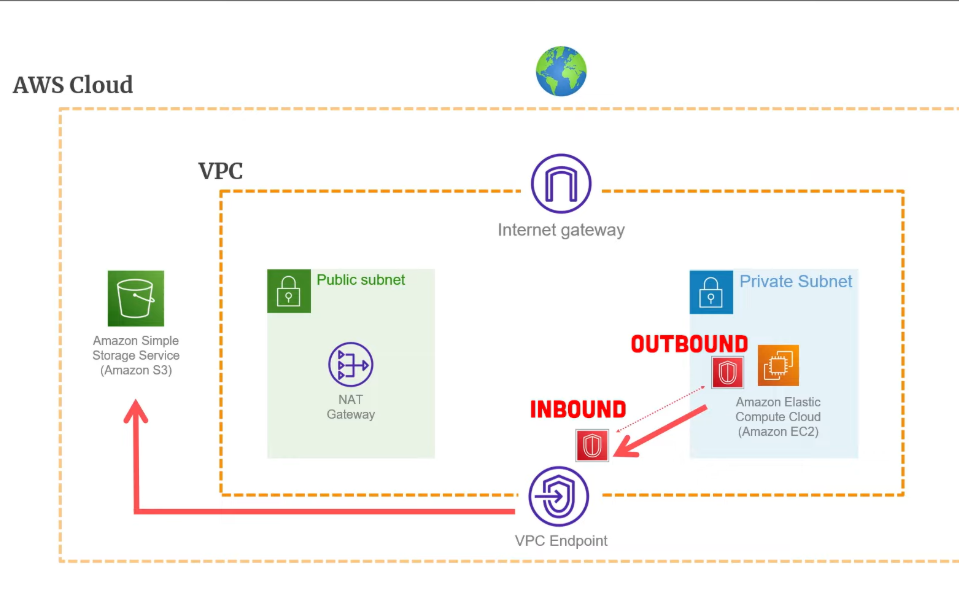 AWS Cloud
VPC
Internet gateway
Public subnet
Private Subnet
Amazon Simple
Storage Service
(Amazon S3)
OUTBOUND
NAT
Gateway
INBOUND
Amazon Elastic
Compute Cloud
(Amazon EC2)
VPC Endpoint